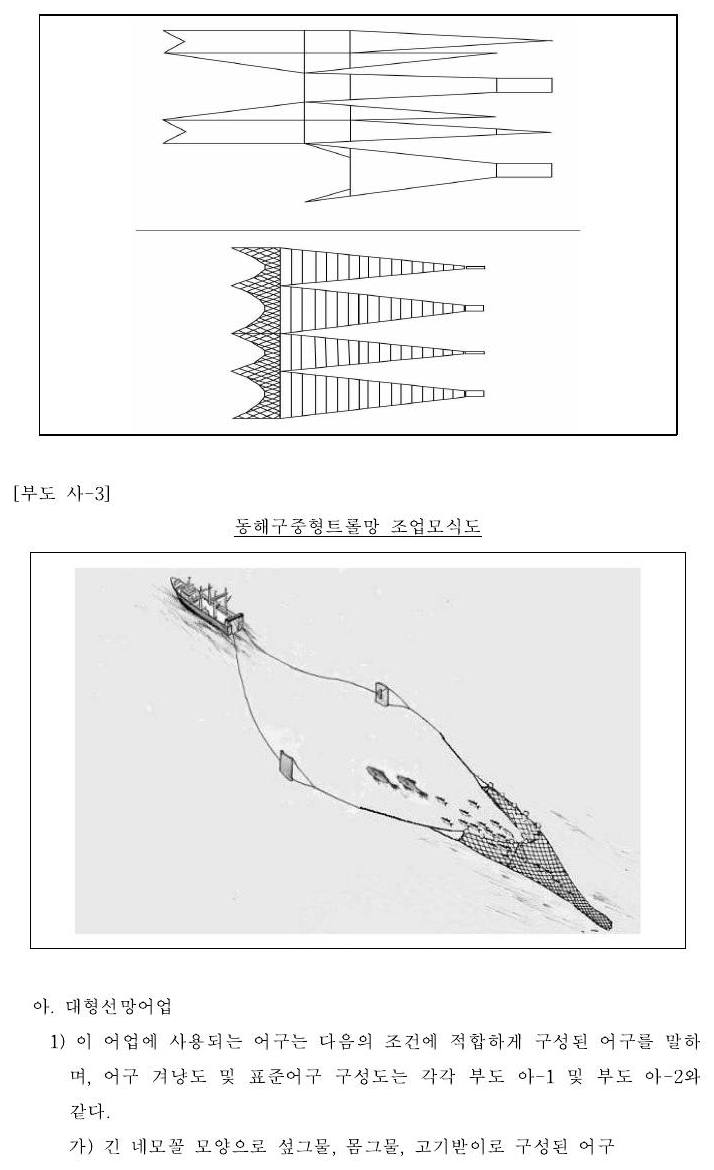 [부도 사-3]
동해구중형트롤망 조업모식도
아. 대형선망어업
1) 이 어업에 사용되는 어구는 다음의 조건에 적합하게 구성된 어구를 말하
며, 어구 겨냥도 및 표준어구 구성도는 각각 부도 아-1 및 부도 아-2와
같다.
가) 긴 네모꼴 모양으로 섶그물, 몸그물, 고기받이로 구성된 어구